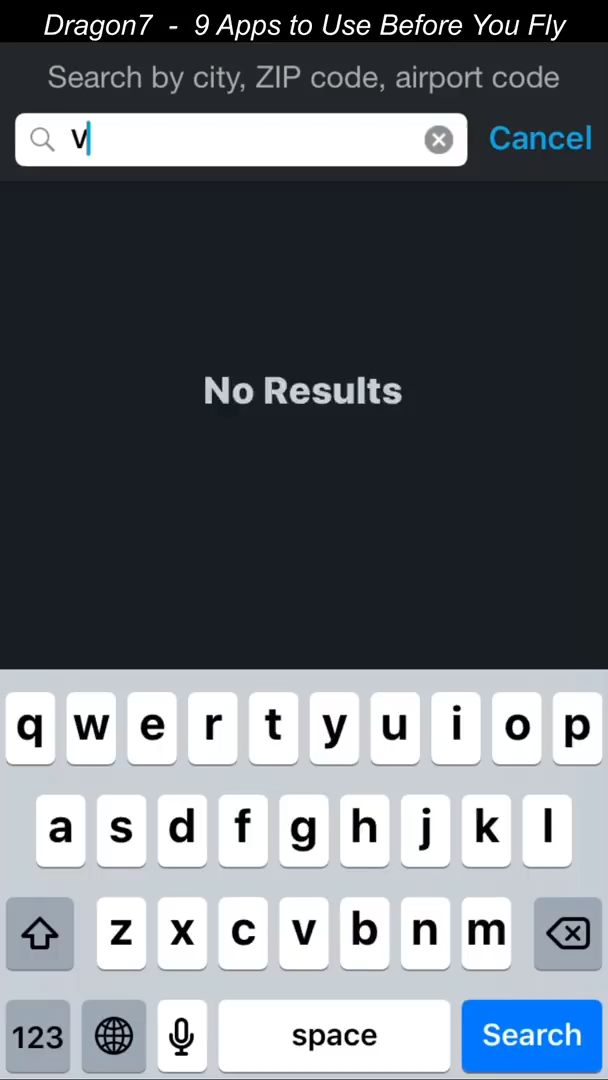 Dragon7 - 9 Apps to Use Before You Fly
Search by city, ZIP code, airport code
V
Cancel
No Results
q w e r t y u i o p
a s d f g h j k l
z x c v b n m
123 space Search